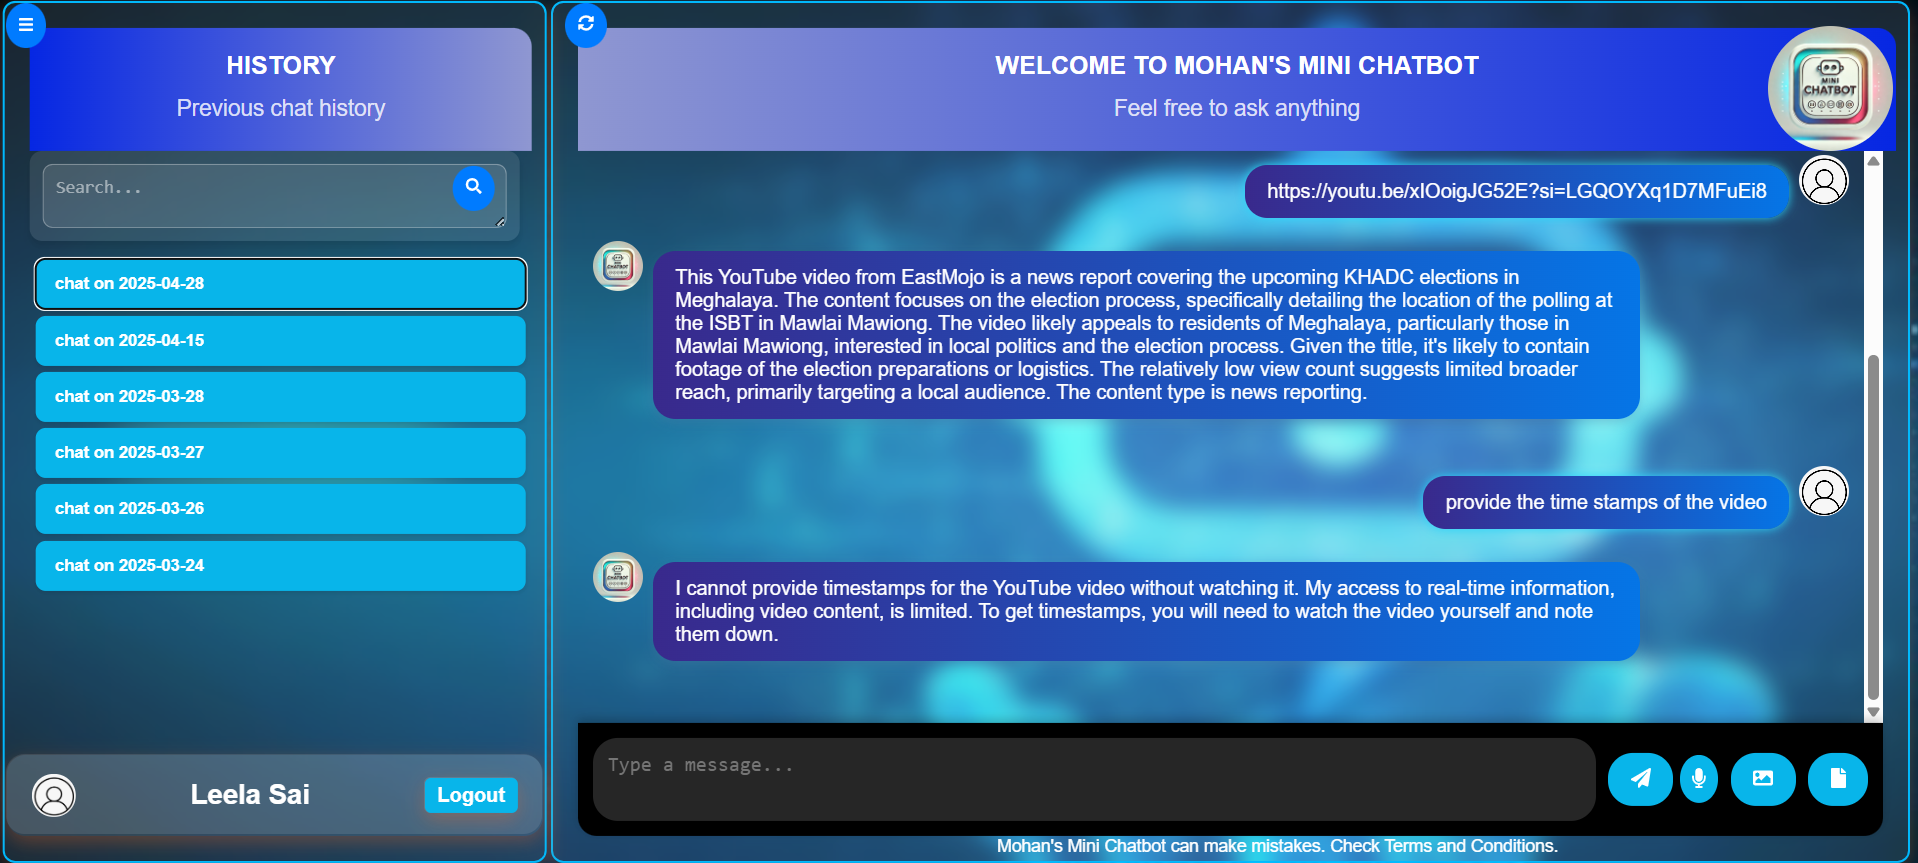 HISTORY
Previous chat history
Search...
chat on 2025-04-28
chat on 2025-04-15
chat on 2025-03-28
chat on 2025-03-27
chat on 2025-03-26
chat on 2025-03-24
Leela Sai
Logout
WELCOME TO MOHAN'S MINI CHATBOT
Feel free to ask anything
MINI
CHATBOT
https://youtu.be/xIOoigJG52E?si=LGQOYXq1D7MFuEi8
This YouTube video from EastMojo is a news report covering the upcoming KHADC elections in
Meghalaya. The content focuses on the election process, specifically detailing the location of the polling at
the ISBT in Mawlai Mawiong. The video likely appeals to residents of Meghalaya, particularly those in
Mawlai Mawiong, interested in local politics and the election process. Given the title, it's likely to contain
footage of the election preparations or logistics. The relatively low view count suggests limited broader
reach, primarily targeting a local audience. The content type is news reporting.
provide the time stamps of the video
I cannot provide timestamps for the YouTube video without watching it. My access to real-time information,
including video content, is limited. To get timestamps, you will need to watch the video yourself and note
them down.
Type a message...
Mohan's Mini Chatbot can make mistakes. Check Terms and Conditions.